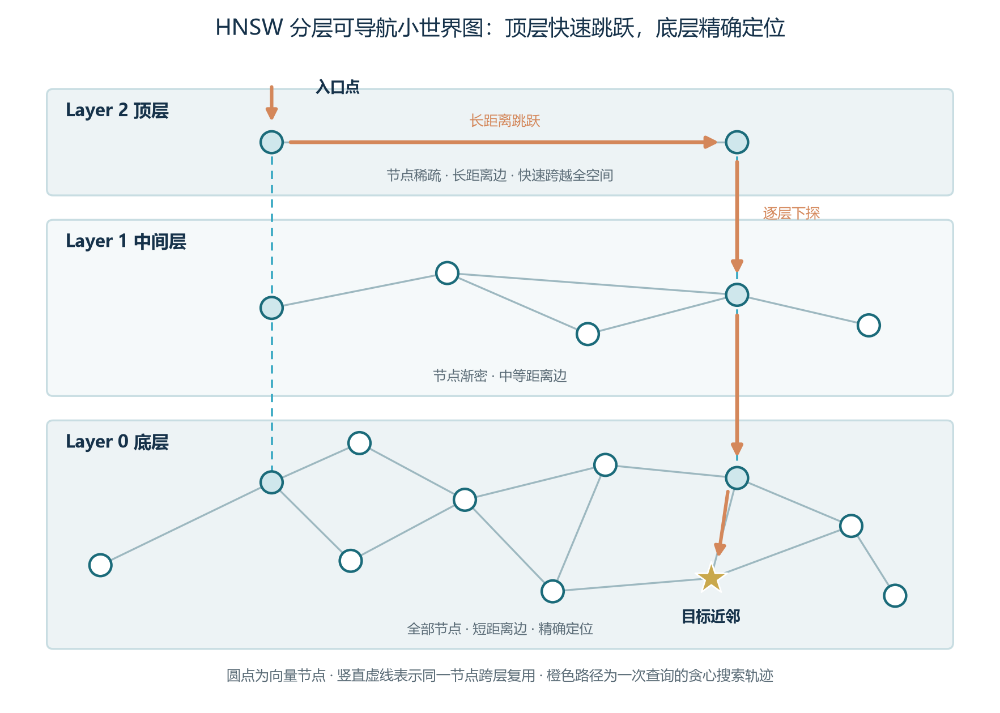 HNSW 分层可导航小世界图：顶层快速跳跃，底层精确定位
入口点
Layer 2 顶层
长距离跳跃
节点稀疏 · 长距离边 · 快速跨越全空间
逐层下探
Layer 1 中间层
节点渐密 · 中等距离边
Layer 0 底层
目标近邻
全部节点 · 短距离边 · 精确定位
圆点为向量节点 · 竖直虚线表示同一节点跨层复用 · 橙色路径为一次查询的贪心搜索轨迹